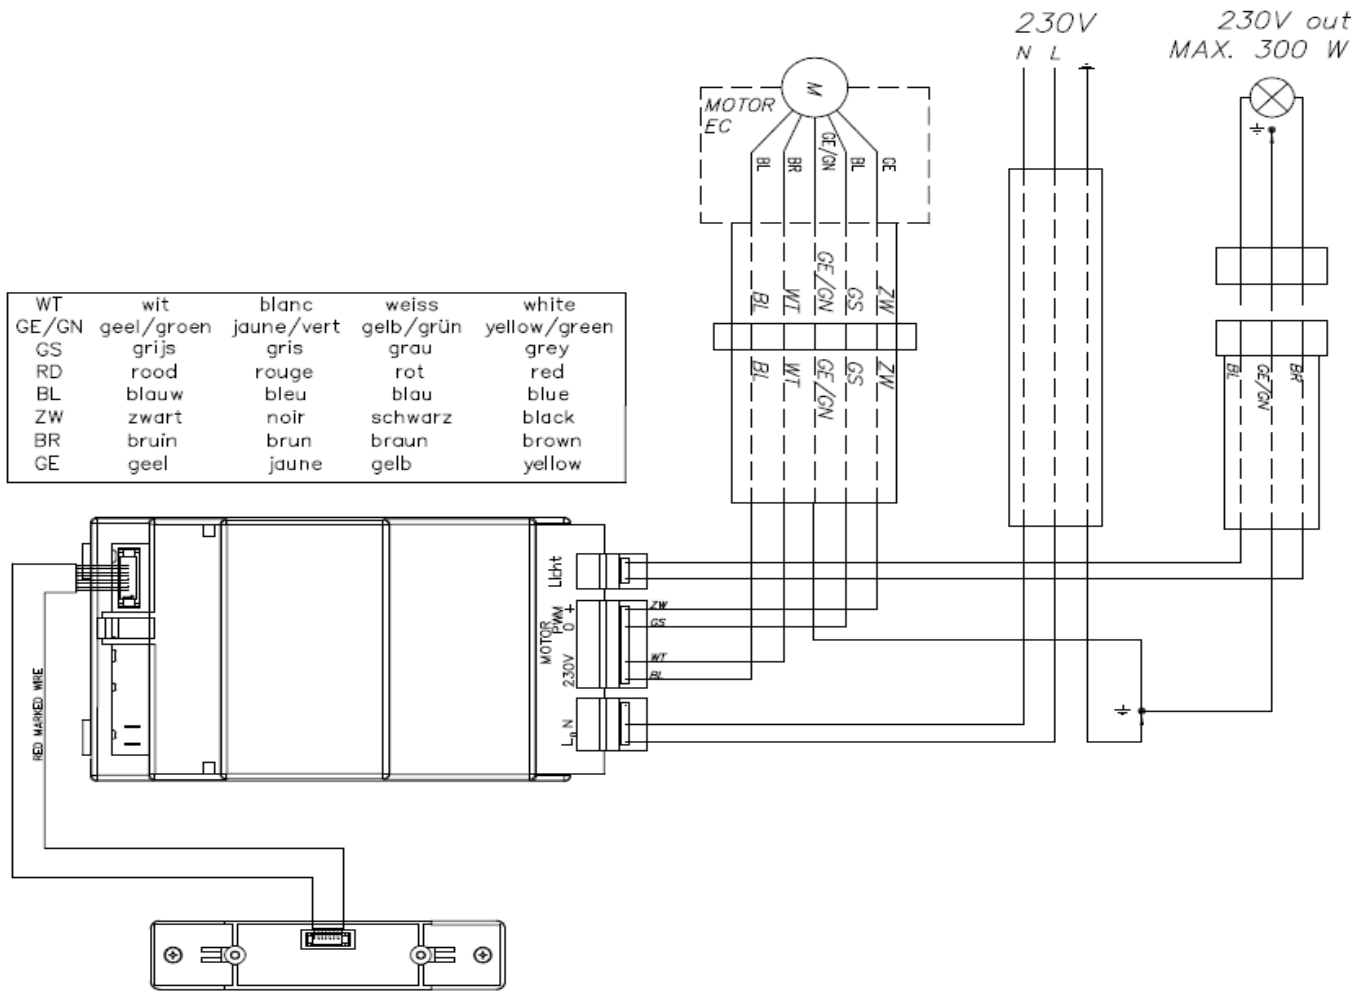 230V
N L
230V out
MAX. 300 W
M
MOTOR
EC
BL BR GE/GN BL GE
BL WT GE/GN GS ZW
BL WT GE/GN GS ZW
BL GE/GN BR
WT wit blanc weiss white
GE/GN geel/groen jaune/vert gelb/grün yellow/green
GS grijs gris grau grey
RD rood rouge rot red
BL blauw bleu blau blue
ZW zwart noir schwarz black
BR bruin brun braun brown
GE geel jaune gelb yellow
Licht
MOTOR
PWM
0 +
230V
ZW
GS
WT
BL
N
L
RED MARKED WIRE